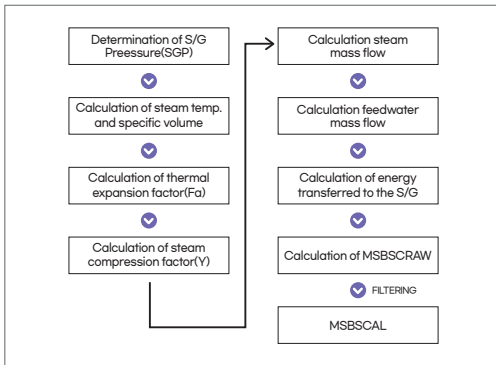 Determination of S/G
Preessure(SGP)
Calculation of steam temp.
and specific volume
Calculation of thermal
expansion factor(Fa)
Calculation of steam
compression factor(Y)
Calculation steam
mass flow
Calculation feedwater
mass flow
Calculation of energy
transferred to the S/G
Calculation of MSBSCRAW
FILTERING
MSBSCAL